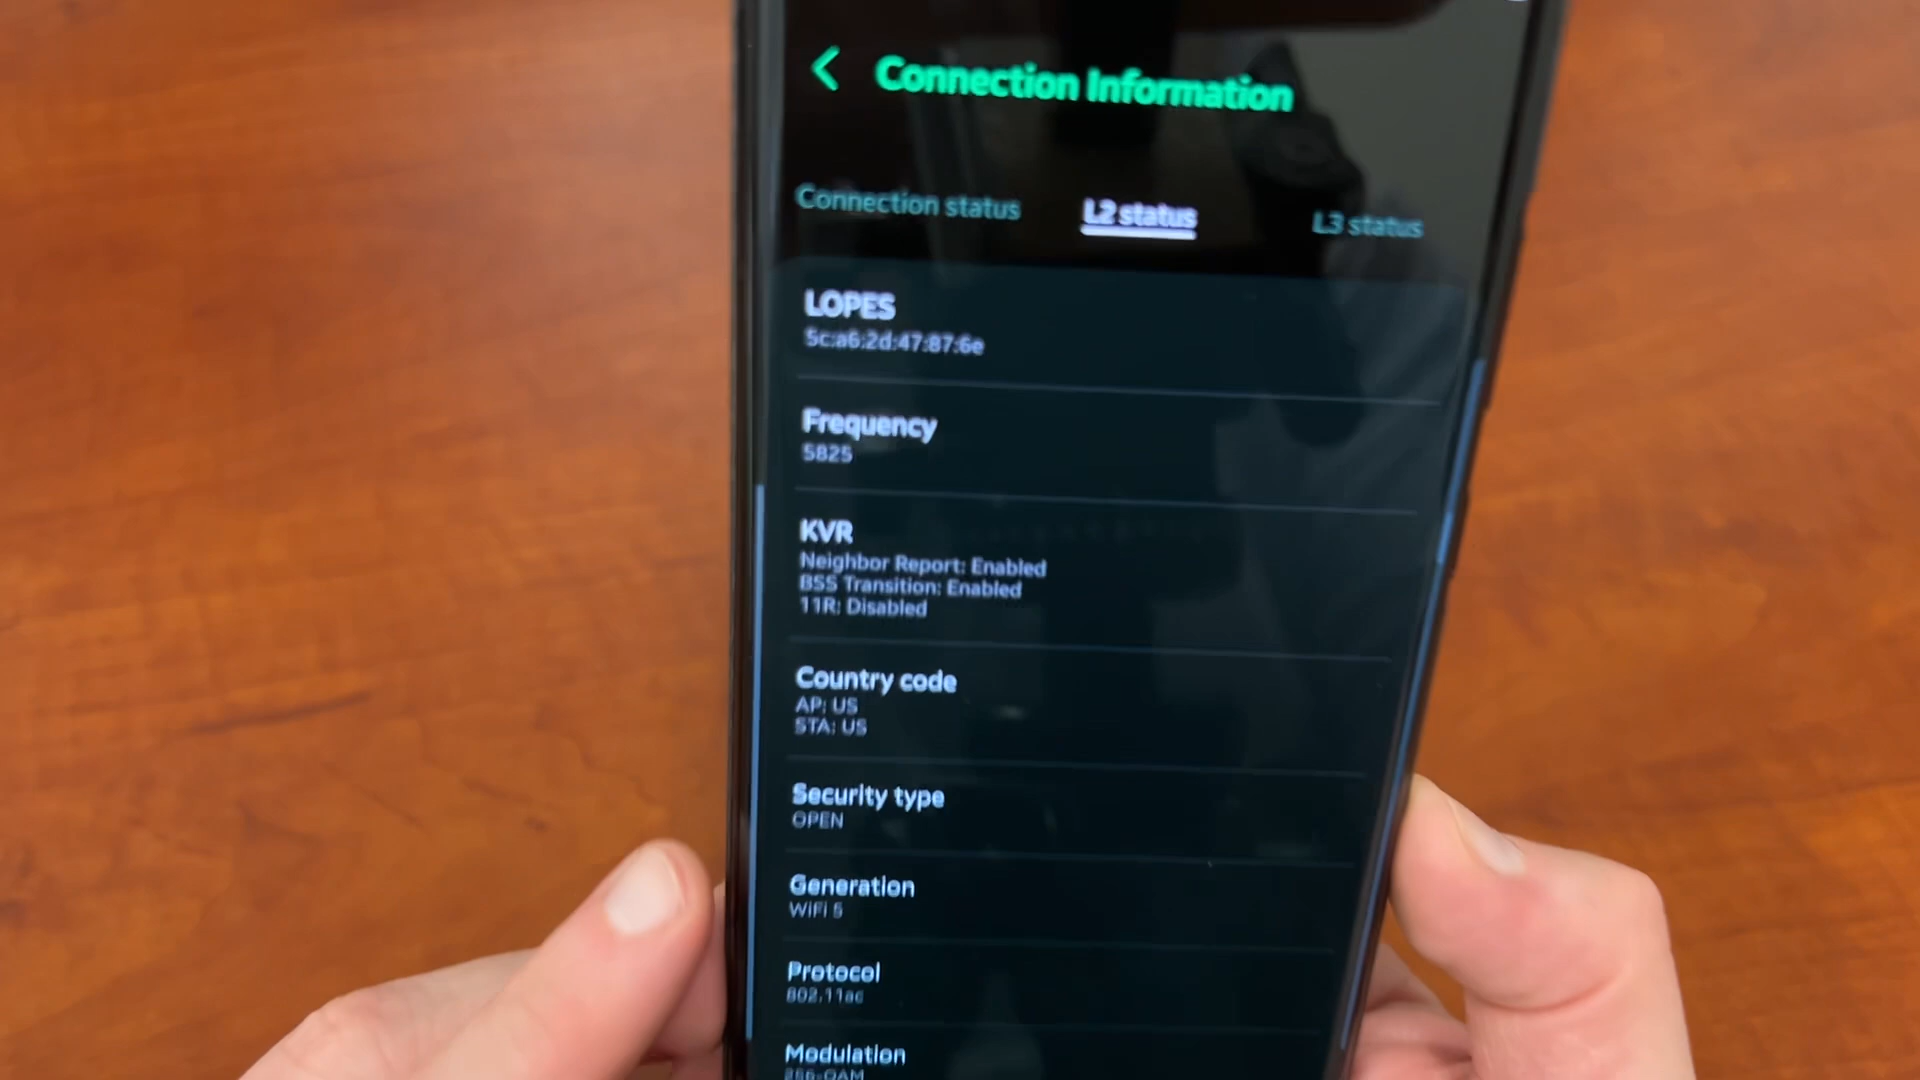 Connection Information
Connection status
L2 status
L3 status
LOPES
5c:a6:2d:47:87:6e
Frequency
5825
KVR
Neighbor Report: Enabled
BSS Transition: Enabled
11R: Disabled
Country code
AP: US
STA: US
Security type
OPEN
Generation
WiFi 5
Protocol
802.11ac
Modulation
256-QAM